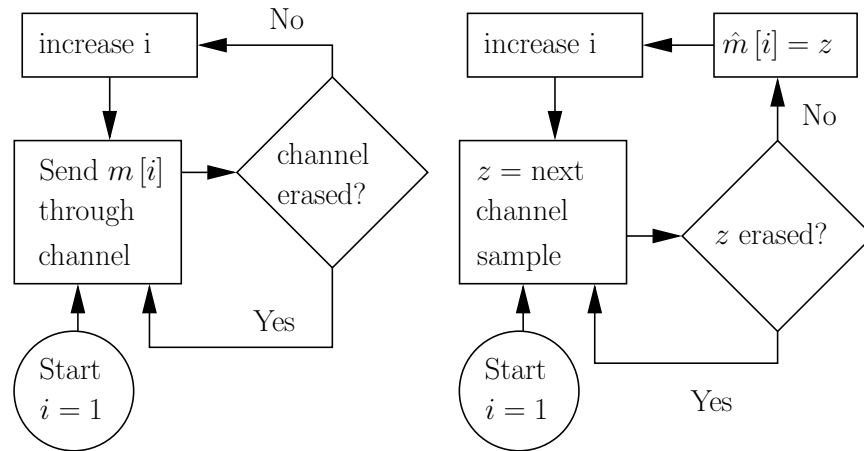 No
increase i
Send m [i]
through
channel
channel
erased?
Yes
Start
i = 1
increase i
m̂ [i] = z
No
z = next
channel
sample
z erased?
Yes
Start
i = 1